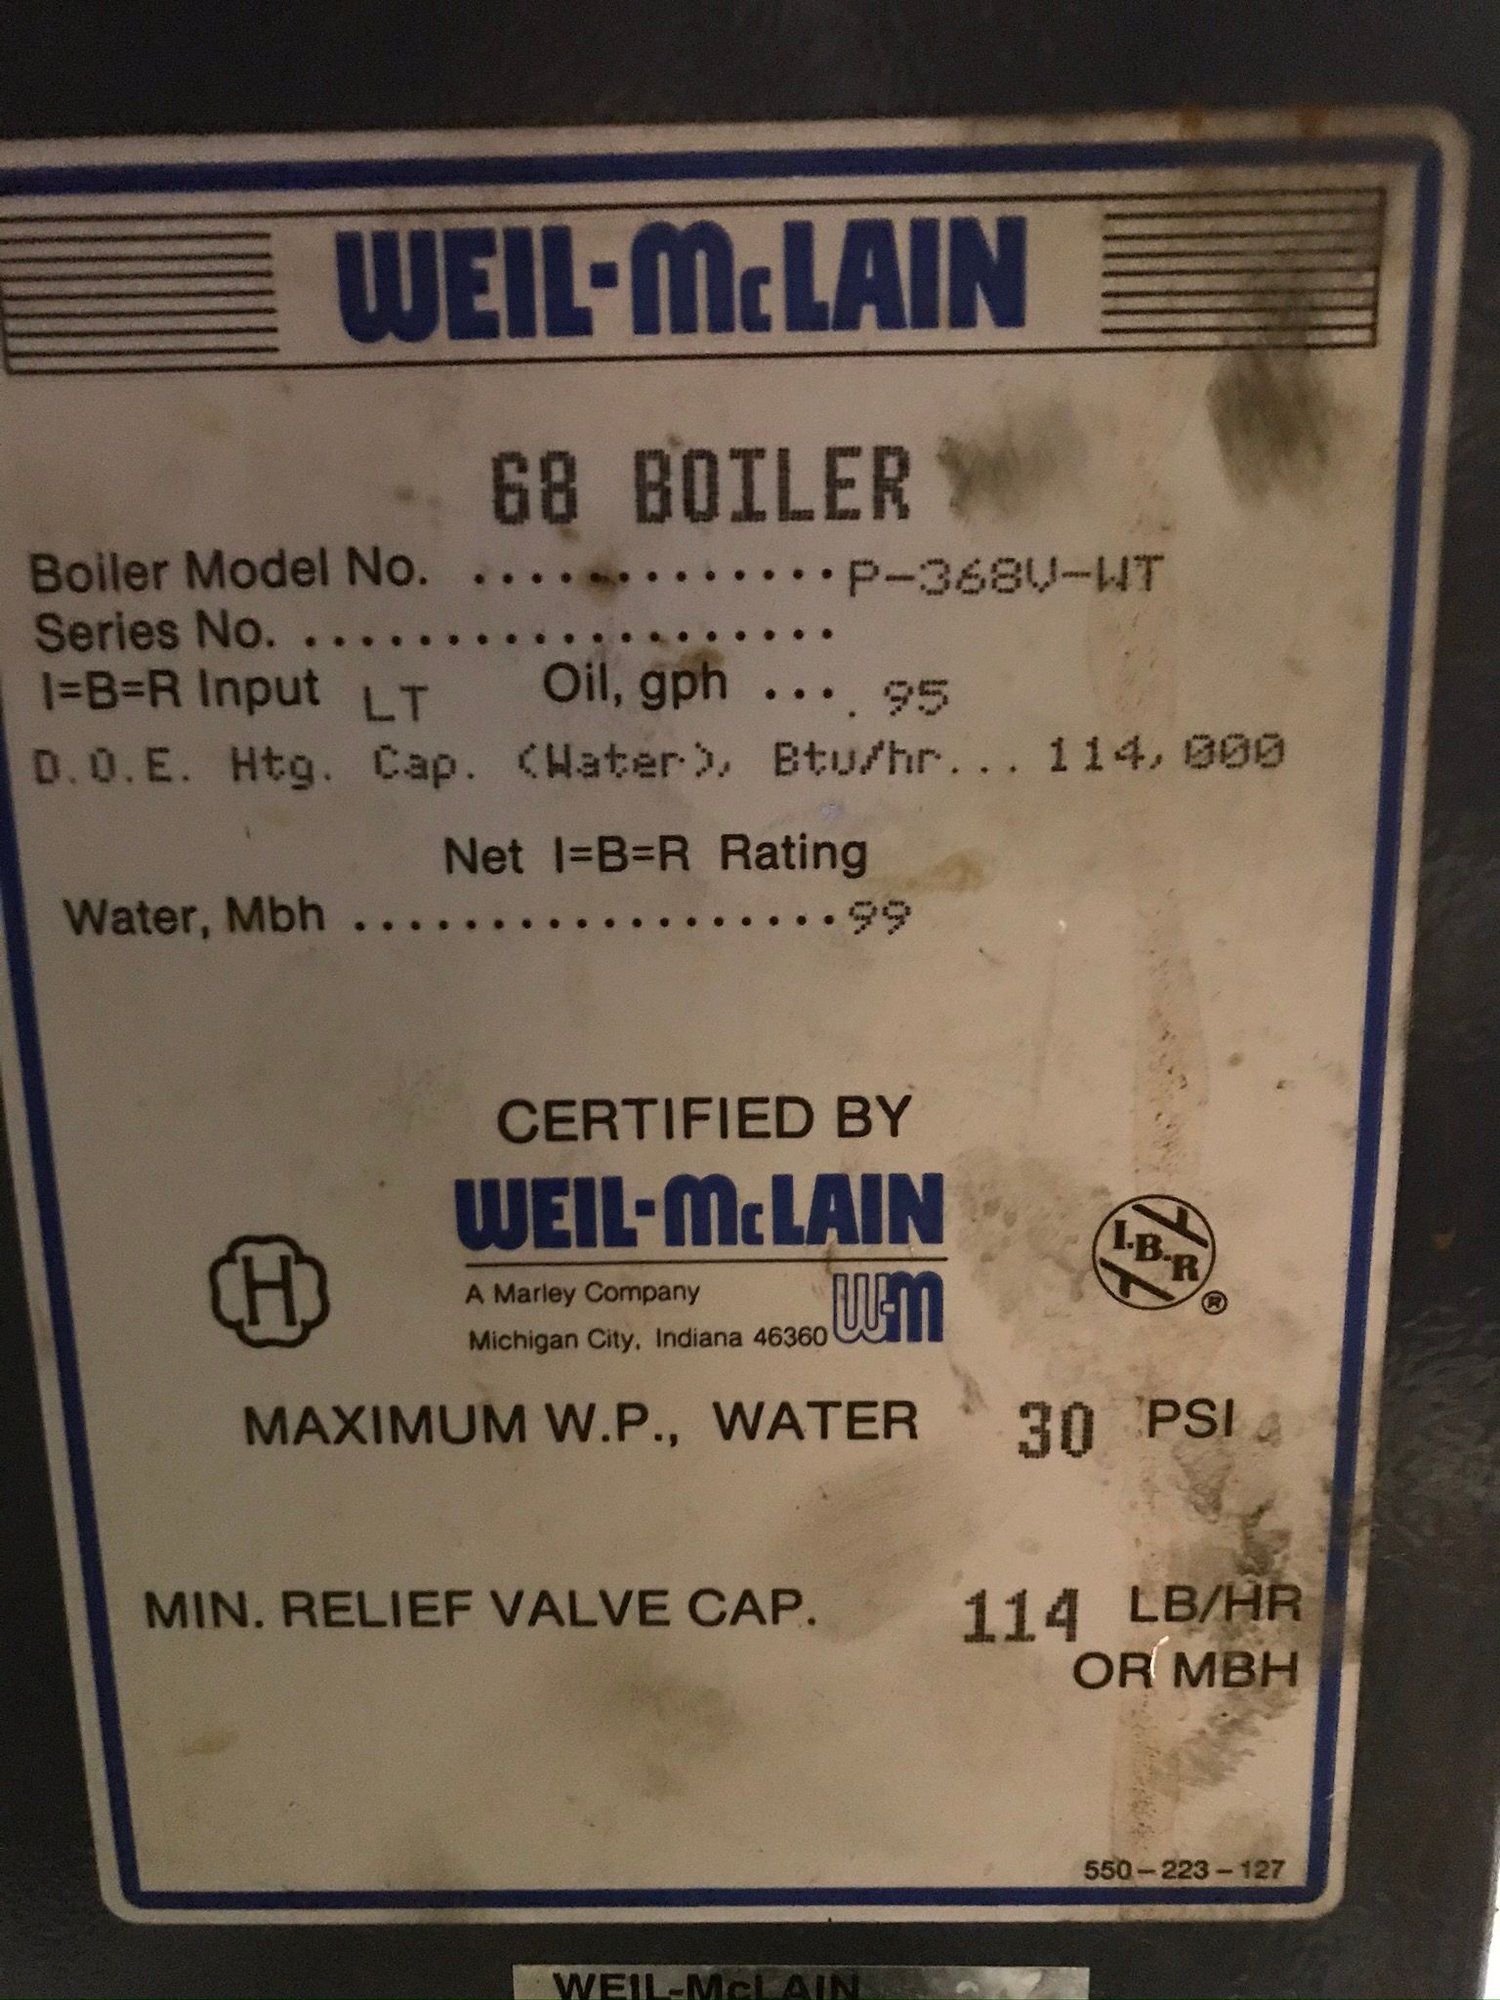 WEIL-McLAIN
68 BOILER
Boiler Model No. .............P-368V-WT
Series No. ...................
I=B=R Input LT Oil, gph ... .95
D.O.E. Htg. Cap. (Water), Btu/hr... 114,000
Net I=B=R Rating
Water, Mbh ..................99
CERTIFIED BY
WEIL-McLAIN
A Marley Company
Michigan City, Indiana 46360
W-M
H
I·B·R ®
MAXIMUM W.P., WATER 30 PSI
MIN. RELIEF VALVE CAP. 114 LB/HR
OR MBH
550-223-127
WEIL-McLAIN